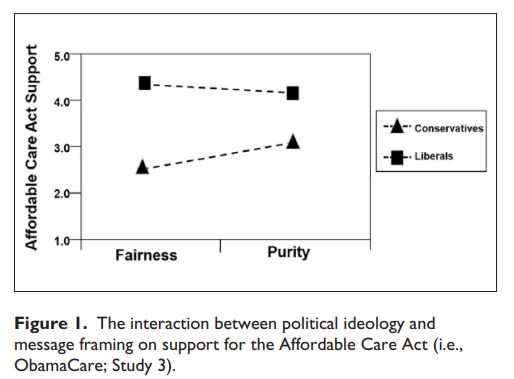 Affordable Care Act Support
5.0
4.0
3.0
2.0
1.0
Fairness
Purity
Conservatives
Liberals
Figure 1. The interaction between political ideology and
message framing on support for the Affordable Care Act (i.e.,
ObamaCare; Study 3).